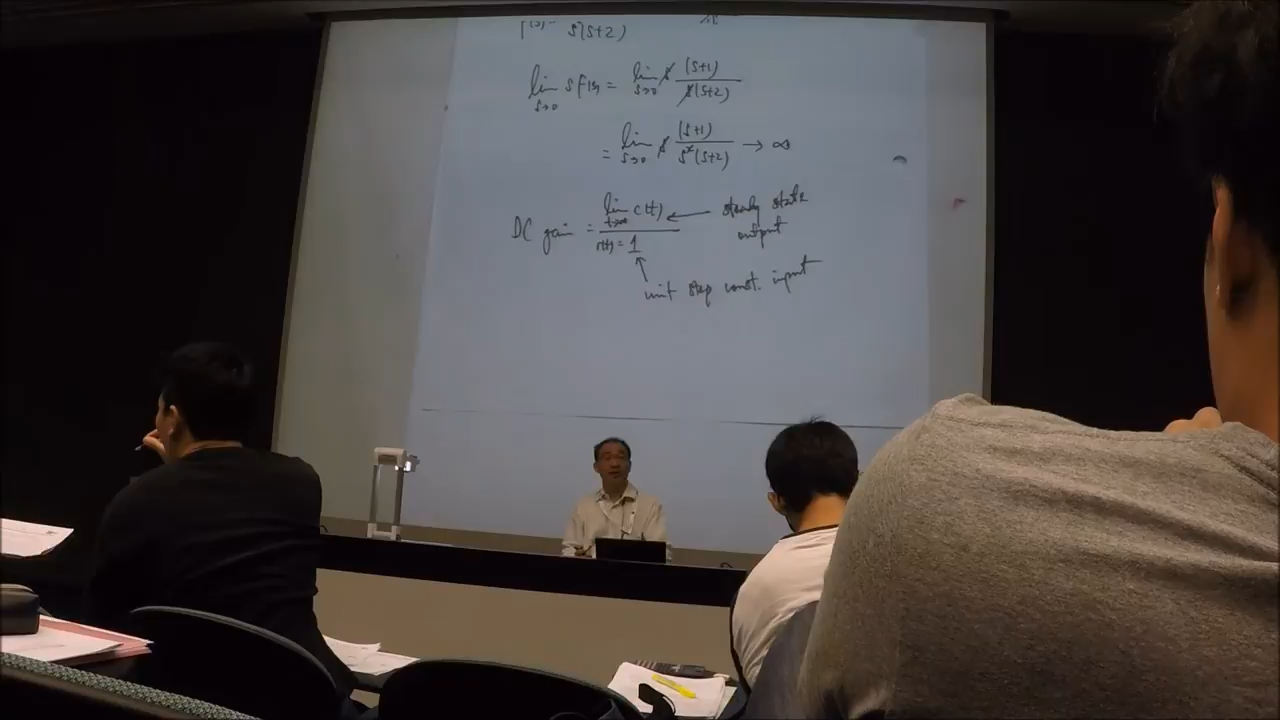 F(s) = s(s+2)
lim s→0 sF(s) = lim s→0 s (s+1) / s(s+2)
= lim s→0 s (s+1) / s²(s+2) → ∞
DC gain = lim t→∞ c(t) / r(t) = 1 ← steady state output
↑ unit step const. input